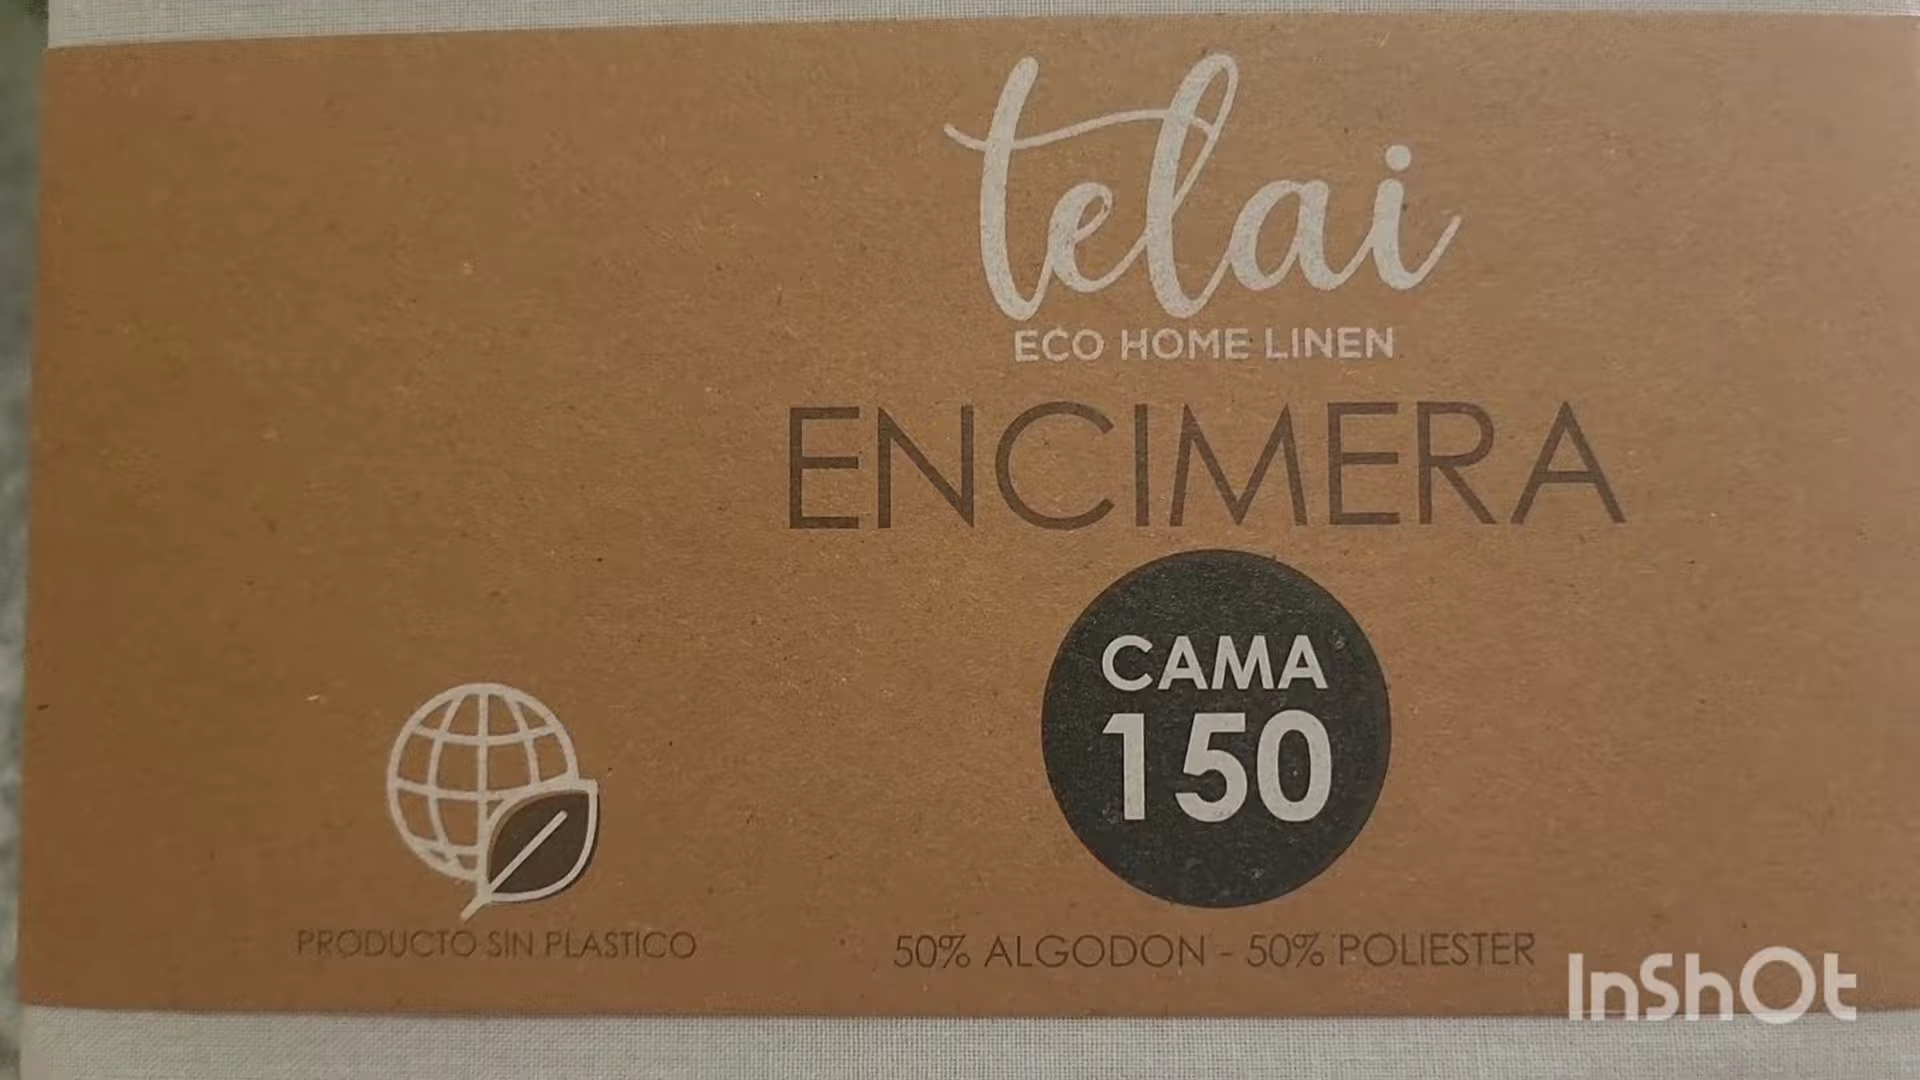 telai
ECO HOME LINEN
ENCIMERA
CAMA
150
PRODUCTO SIN PLASTICO
50% ALGODON - 50% POLIESTER
InShOt